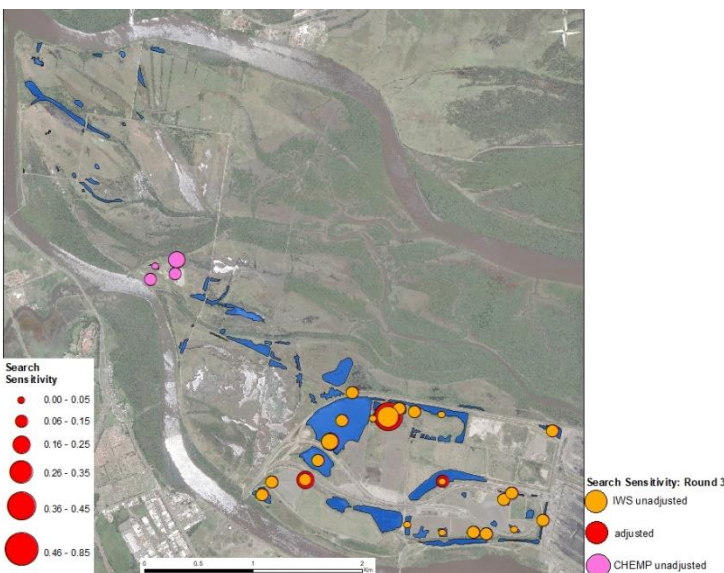 Search
Sensitivity
0.00 - 0.05
0.06 - 0.15
0.16 - 0.25
0.26 - 0.35
0.36 - 0.45
0.46 - 0.85
0 0.5 1 2
Km
Search Sensitivity: Round 3
IWS unadjusted
adjusted
CHEMP unadjusted